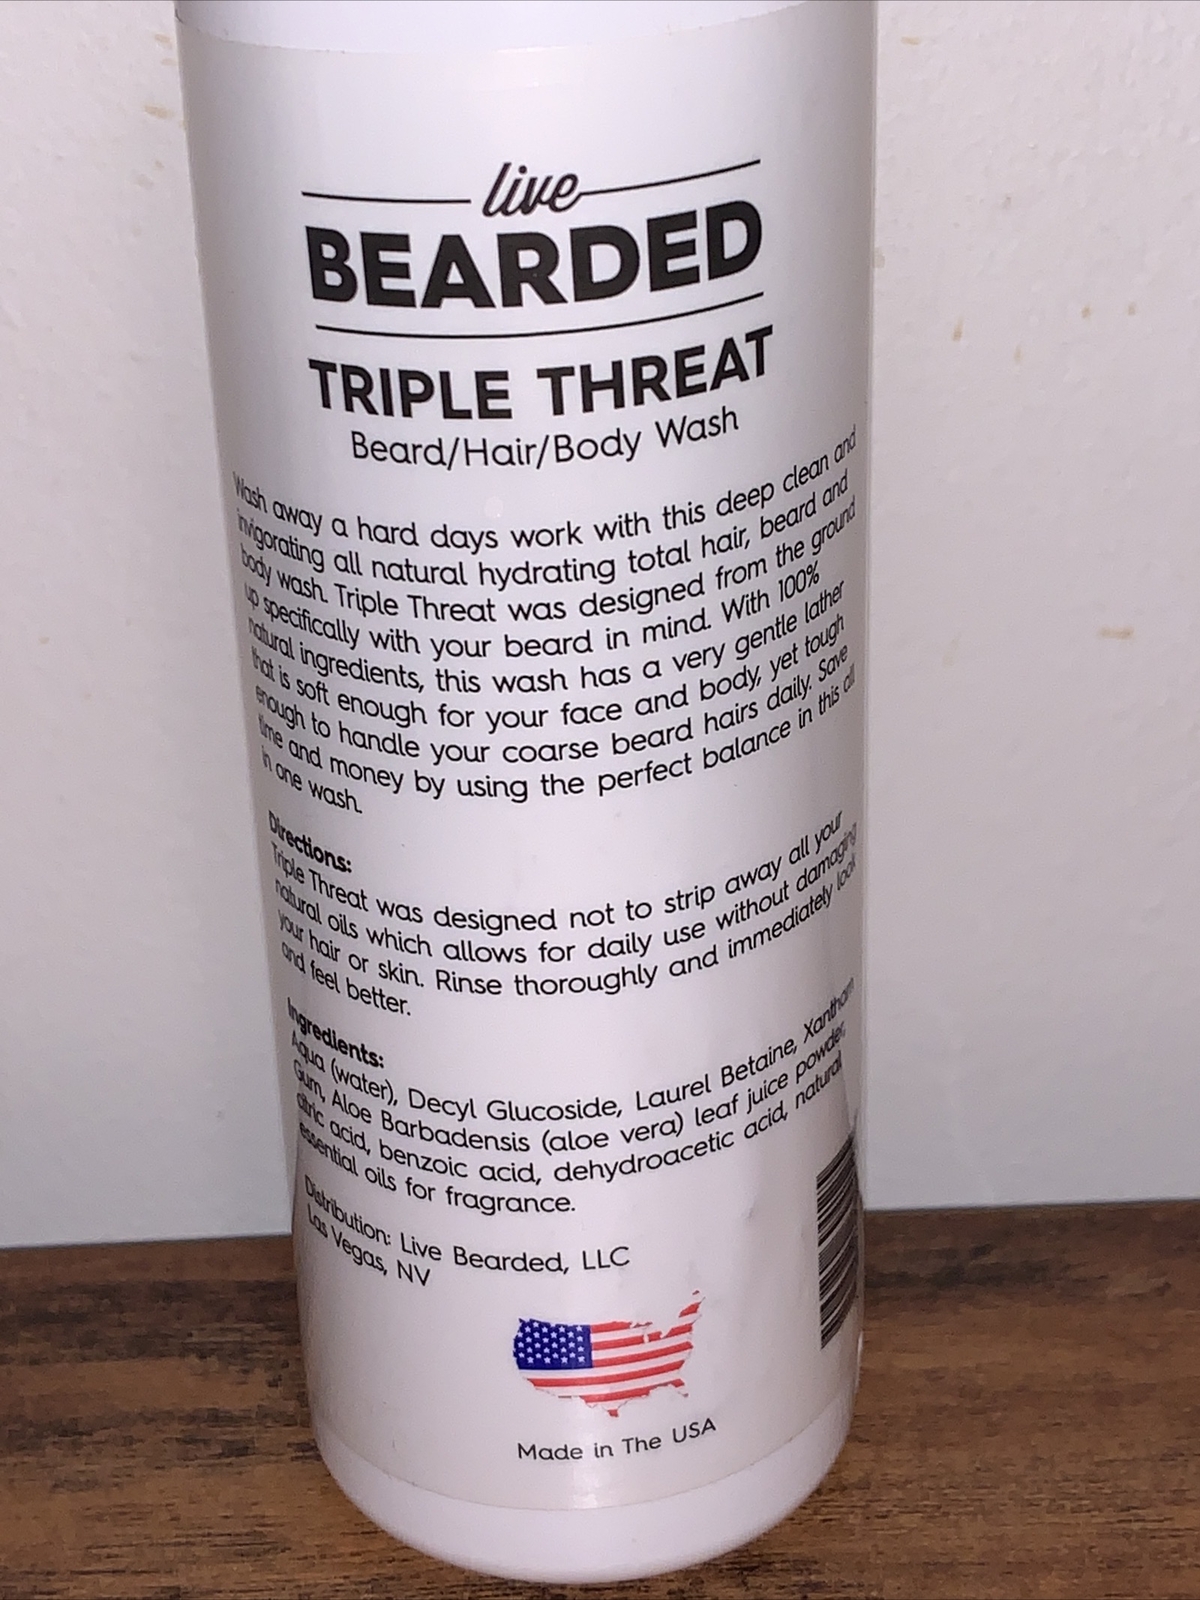 live
BEARDED
TRIPLE THREAT
Beard/Hair/Body Wash
Wash away a hard days work with this deep clean and
invigorating all natural hydrating total hair, beard and
body wash. Triple Threat was designed from the ground
up specifically with your beard in mind. With 100%
natural ingredients, this wash has a very gentle lather
that is soft enough for your face and body, yet tough
enough to handle your coarse beard hairs daily. Save
time and money by using the perfect balance in this all
in one wash.
Directions:
Triple Threat was designed not to strip away all your
natural oils which allows for daily use without damaging
your hair or skin. Rinse thoroughly and immediately look
and feel better.
Ingredients:
Aqua (water), Decyl Glucoside, Laurel Betaine, Xantham
Gum, Aloe Barbadensis (aloe vera) leaf juice powder,
citric acid, benzoic acid, dehydroacetic acid, natural
essential oils for fragrance.
Distribution: Live Bearded, LLC
Las Vegas, NV
Made in The USA